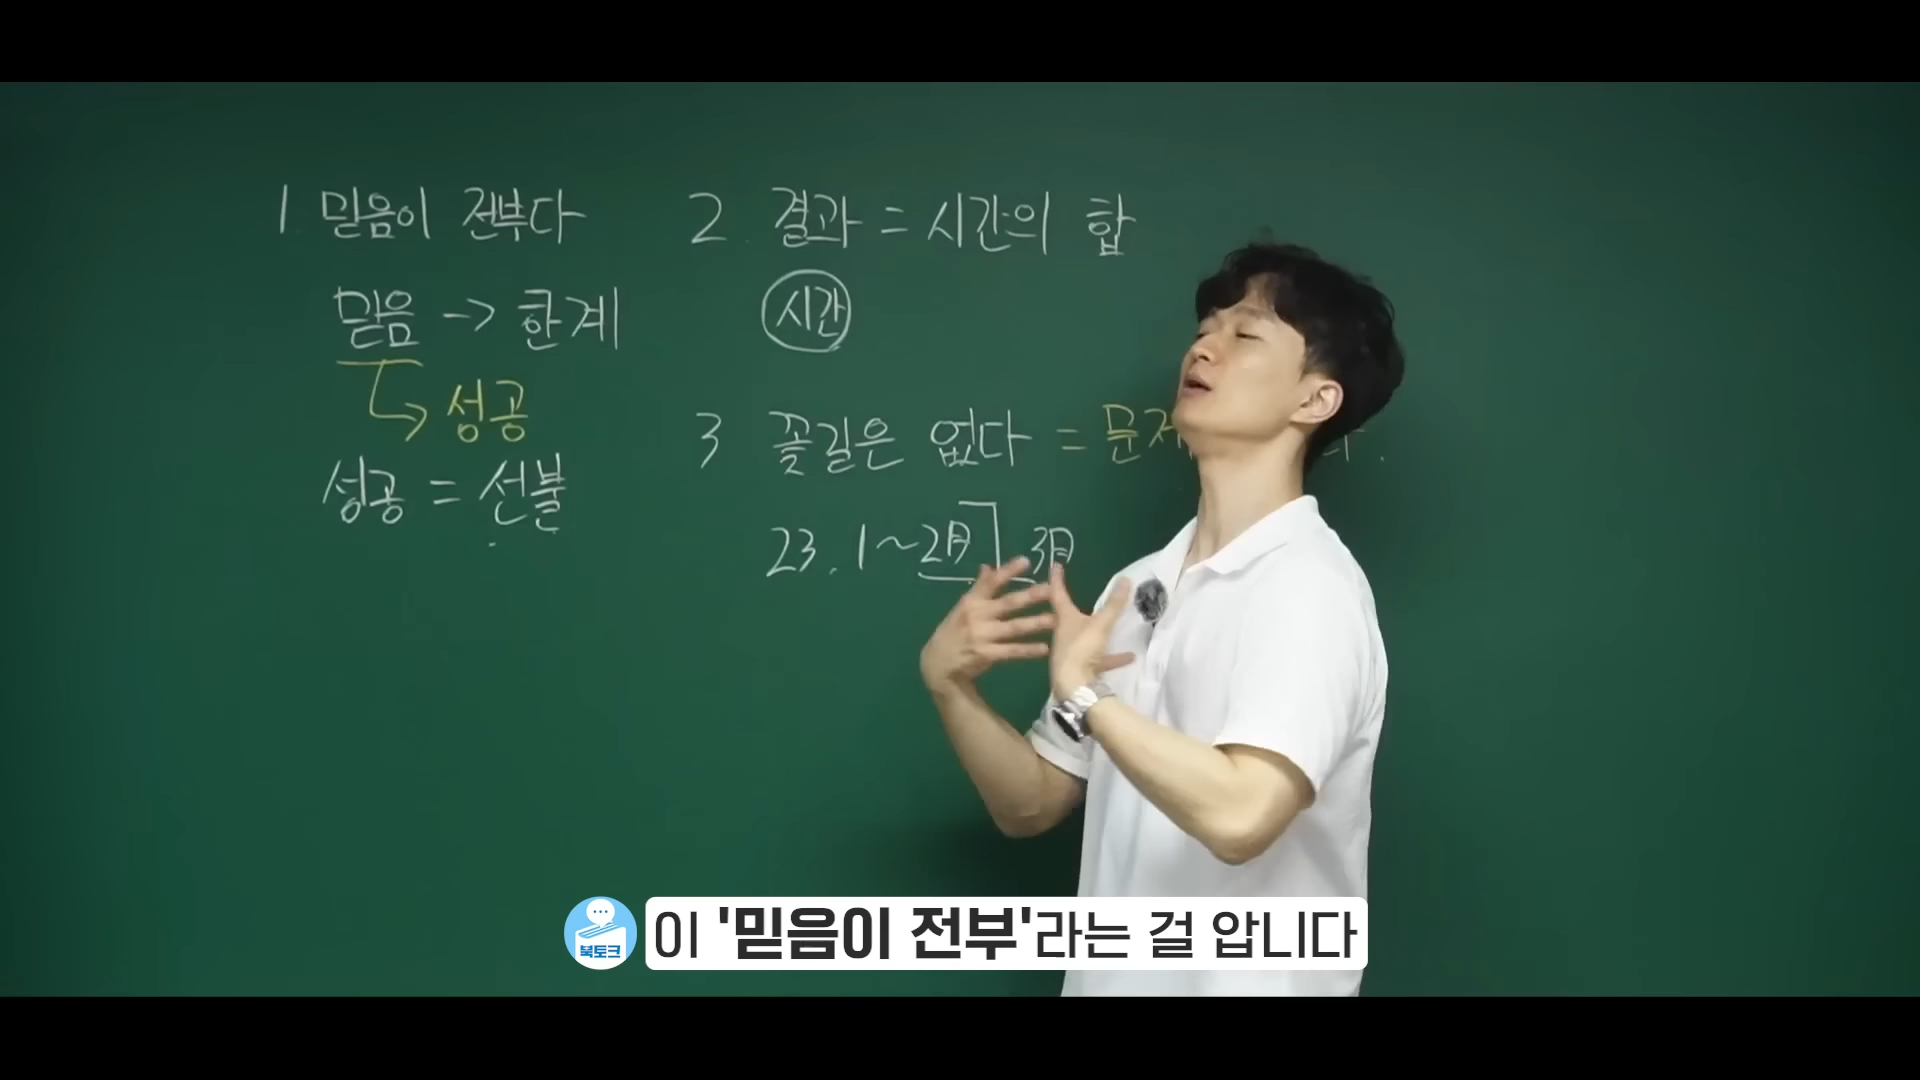 1. 믿음이 전부다
믿음 → 한계
성공
성공 = 선불
2. 결과 = 시간의 합
시간
3 꽃길은 없다 = 
23. 1~2月] 3月
북토크
이 '믿음이 전부'라는 걸 압니다